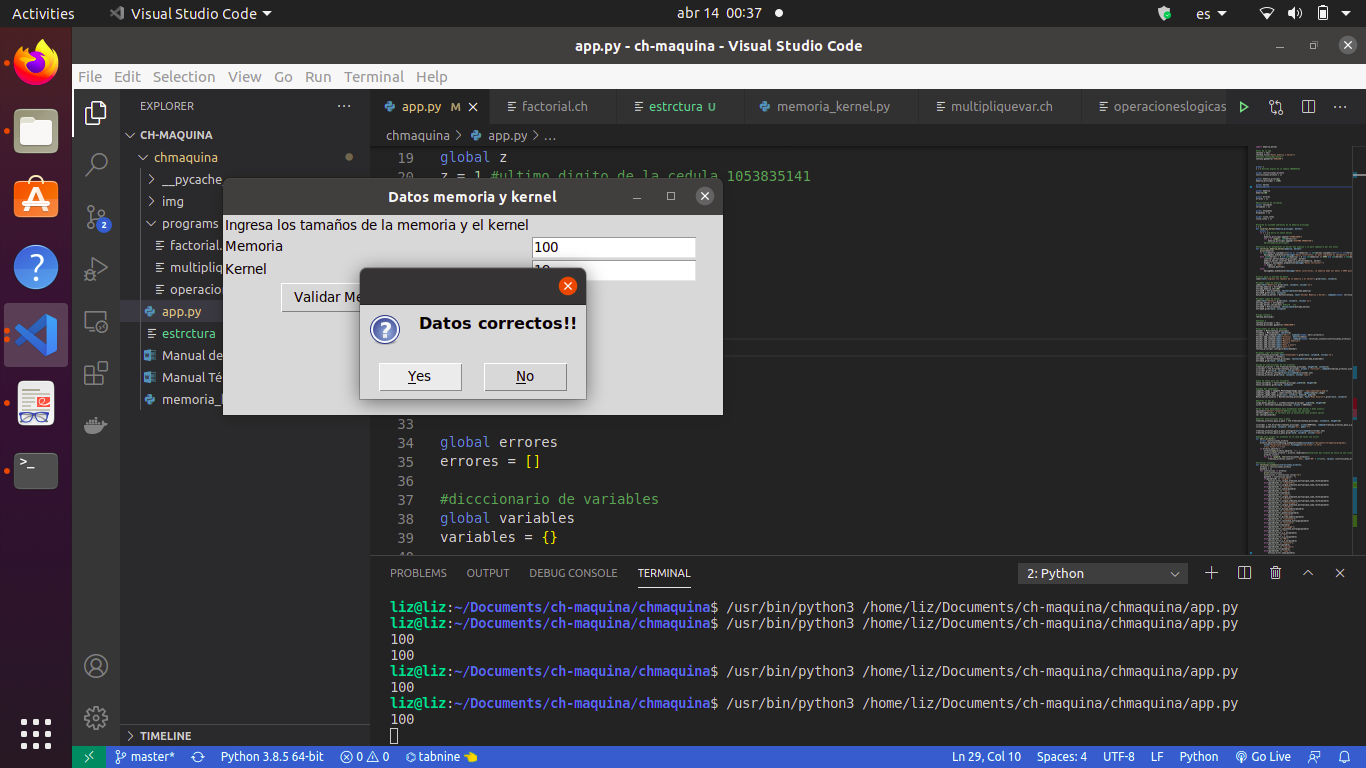 Activities Visual Studio Code abr 14 00:37 es
app.py - ch-maquina - Visual Studio Code
File Edit Selection View Go Run Terminal Help
EXPLORER
CH-MAQUINA
chmaquina
__pycache
img
programs
factorial.
multipliq
operacio
app.py
estrctura
Manual de
Manual Té
memoria_
TIMELINE
2
app.py M factorial.ch estrctura U memoria_kernel.py multipliquevar.ch operacioneslogicas
chmaquina > app.py > ...
19 global z
20 z = 1 #ultimo digito de la cedula 1053835141
Datos memoria y kernel
Ingresa los tamaños de la memoria y el kernel
Memoria 100
Kernel 10
Validar Me
Datos correctos!!
Yes No
33
34 global errores
35 errores = []
36
37 #dicccionario de variables
38 global variables
39 variables = {}
40
PROBLEMS OUTPUT DEBUG CONSOLE TERMINAL 2: Python
liz@liz:~/Documents/ch-maquina/chmaquina$ /usr/bin/python3 /home/liz/Documents/ch-maquina/chmaquina/app.py
liz@liz:~/Documents/ch-maquina/chmaquina$ /usr/bin/python3 /home/liz/Documents/ch-maquina/chmaquina/app.py
100
100
liz@liz:~/Documents/ch-maquina/chmaquina$ /usr/bin/python3 /home/liz/Documents/ch-maquina/chmaquina/app.py
100
liz@liz:~/Documents/ch-maquina/chmaquina$ /usr/bin/python3 /home/liz/Documents/ch-maquina/chmaquina/app.py
100
master* Python 3.8.5 64-bit 0 0 tabnine Ln 29, Col 10 Spaces: 4 UTF-8 LF Python Go Live